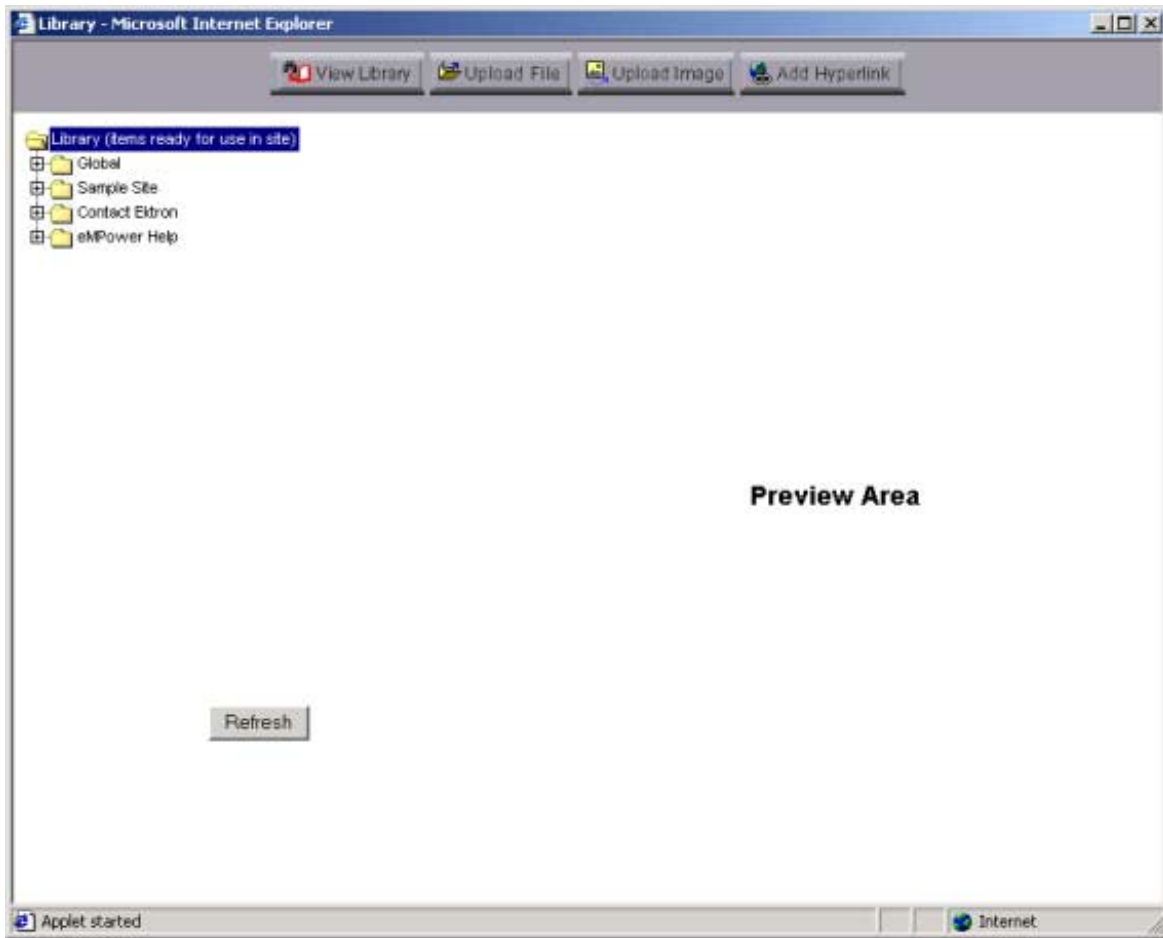 Library - Microsoft Internet Explorer
View Library Upload File Upload Image Add Hyperlink
Library (items ready for use in site)
Global
Sample Site
Contact Ektron
eMPower Help
Preview Area
Refresh
Applet started Internet